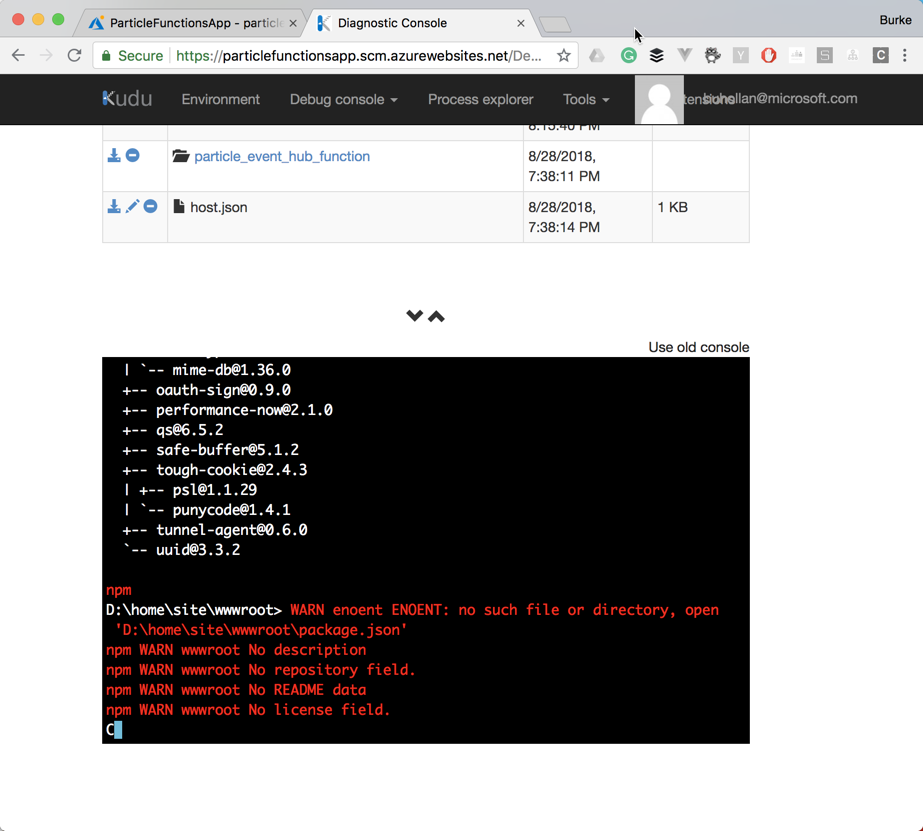 ParticleFunctionsApp - particle
Diagnostic Console
Burke
Secure https://particlefunctionsapp.scm.azurewebsites.net/De...
Kudu Environment Debug console Process explorer Tools buhollan@microsoft.com
8:15:40 PM
particle_event_hub_function 8/28/2018,
7:38:11 PM
host.json 8/28/2018, 1 KB
7:38:14 PM
Use old console
| `-- mime-db@1.36.0
+-- oauth-sign@0.9.0
+-- performance-now@2.1.0
+-- qs@6.5.2
+-- safe-buffer@5.1.2
+-- tough-cookie@2.4.3
| +-- psl@1.1.29
| `-- punycode@1.4.1
+-- tunnel-agent@0.6.0
`-- uuid@3.3.2
npm
D:\home\site\wwwroot> WARN enoent ENOENT: no such file or directory, open
'D:\home\site\wwwroot\package.json'
npm WARN wwwroot No description
npm WARN wwwroot No repository field.
npm WARN wwwroot No README data
npm WARN wwwroot No license field.
C